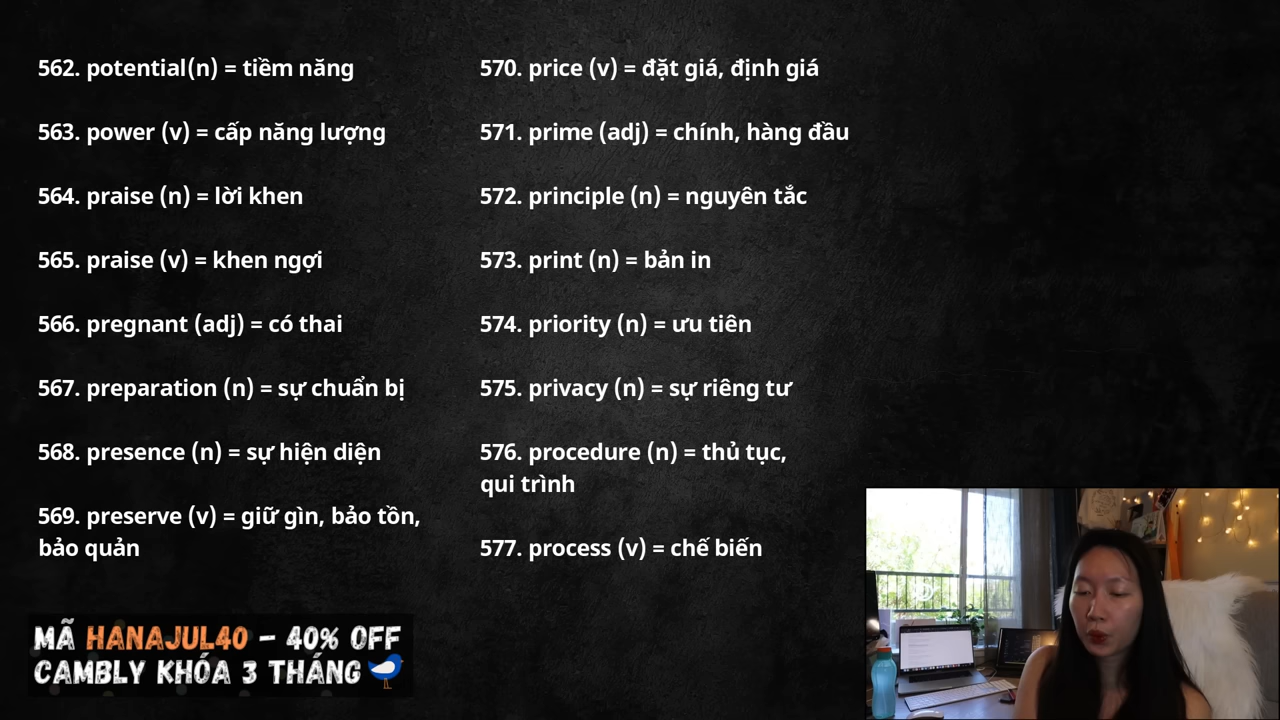 562. potential(n) = tiềm năng
563. power (v) = cấp năng lượng
564. praise (n) = lời khen
565. praise (v) = khen ngợi
566. pregnant (adj) = có thai
567. preparation (n) = sự chuẩn bị
568. presence (n) = sự hiện diện
569. preserve (v) = giữ gìn, bảo tồn,
bảo quản
570. price (v) = đặt giá, định giá
571. prime (adj) = chính, hàng đầu
572. principle (n) = nguyên tắc
573. print (n) = bản in
574. priority (n) = ưu tiên
575. privacy (n) = sự riêng tư
576. procedure (n) = thủ tục,
qui trình
577. process (v) = chế biến
MÃ HANAJUL40 – 40% OFF
CAMBLY KHÓA 3 THÁNG